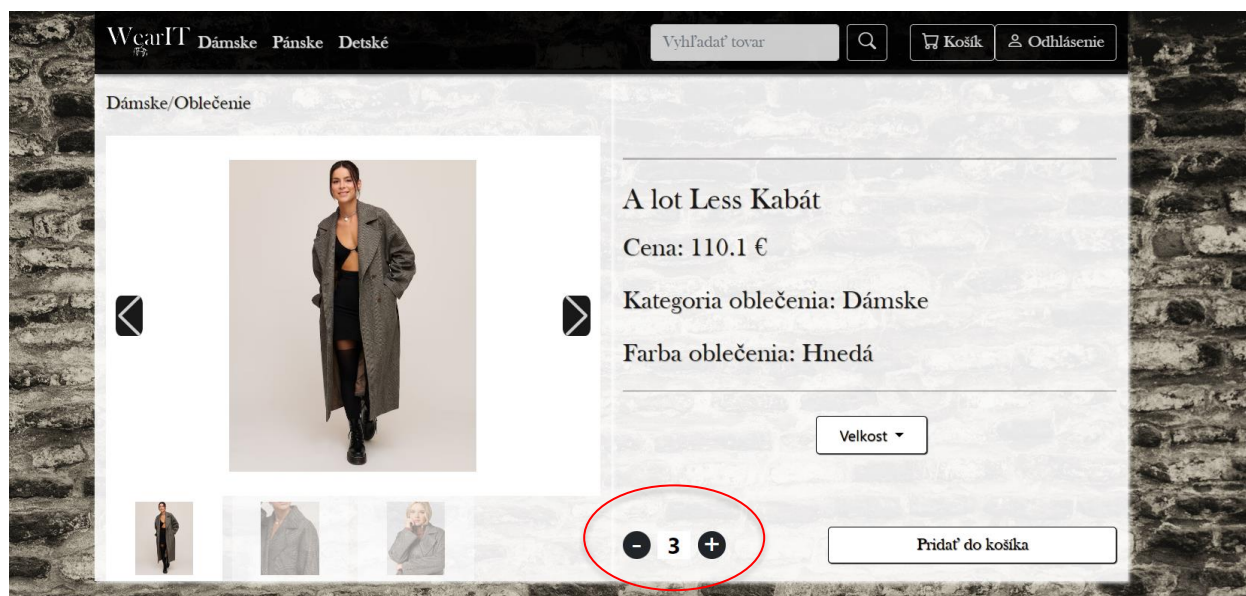 WearIT Dámske Pánske Detské Vyhľadať tovar Košík Odhlásenie
Dámske/Oblečenie
A lot Less Kabát
Cena: 110.1 €
Kategoria oblečenia: Dámske
Farba oblečenia: Hnedá
Velkost
- 3 + Pridať do košíka